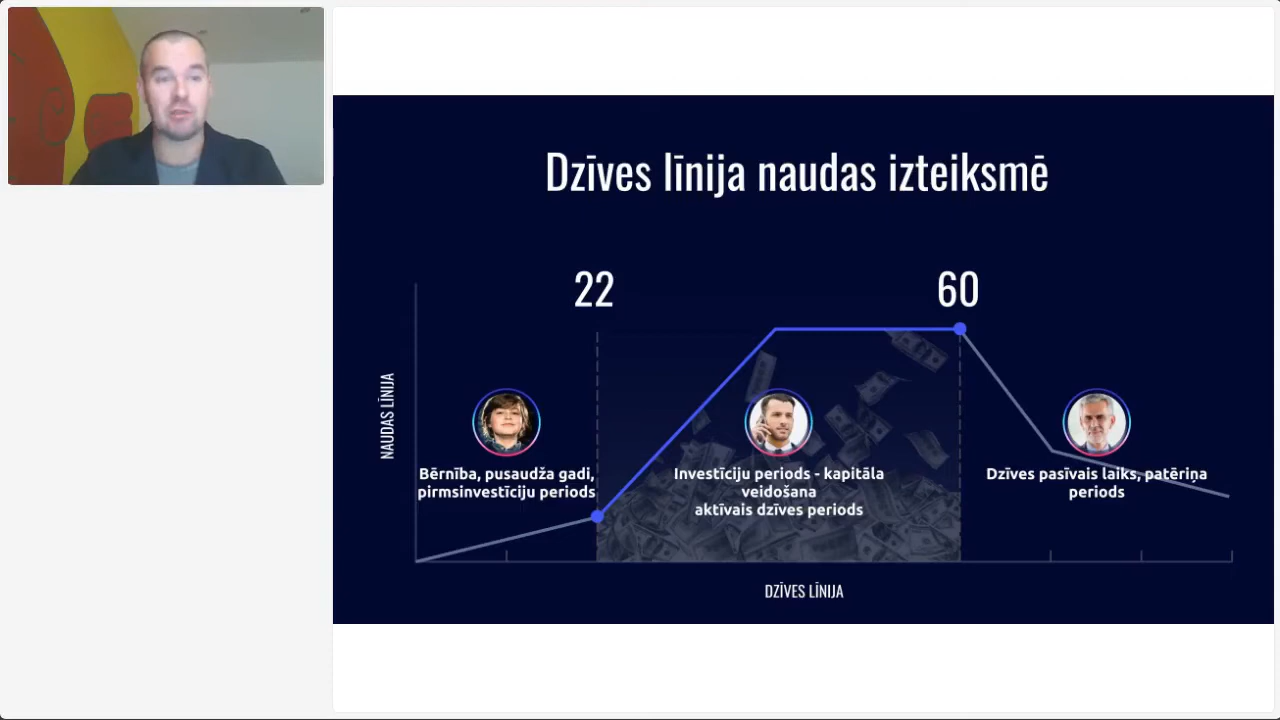 Dzīves līnija naudas izteiksmē
22
60
NAUDAS LĪNIJA
Bērnība, pusaudža gadi,
pirmsinvestīciju periods
Investīciju periods - kapitāla
veidošana
aktīvais dzīves periods
Dzīves pasīvais laiks, patēriņa
periods
DZĪVES LĪNIJA